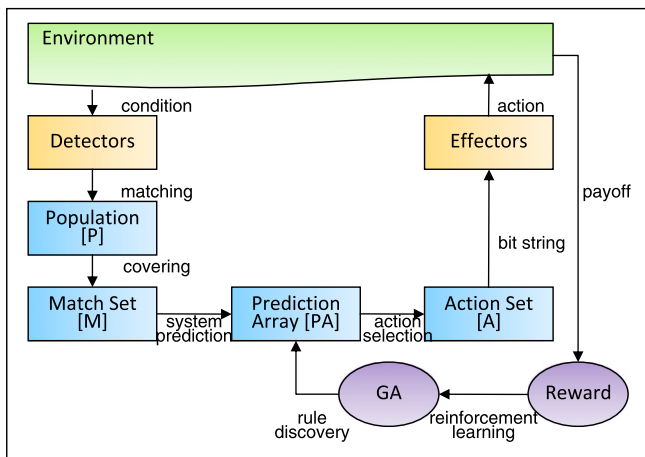 Environment
condition
action
Detectors
Effectors
matching
payoff
Population
[P]
bit string
covering
Match Set
[M]
Prediction
Array [PA]
Action Set
[A]
system
prediction
action
selection
GA
Reward
rule
discovery
reinforcement
learning